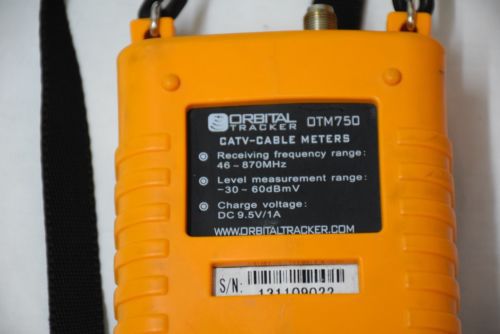 ORBITAL OTM750
TRACKER
CATV-CABLE METERS
Receiving frequency range:
46~870MHz
Level measurement range:
-30~60dBmV
Charge voltage:
DC 9.5V/1A
WWW.ORBITALTRACKER.COM
S/N: 131109022